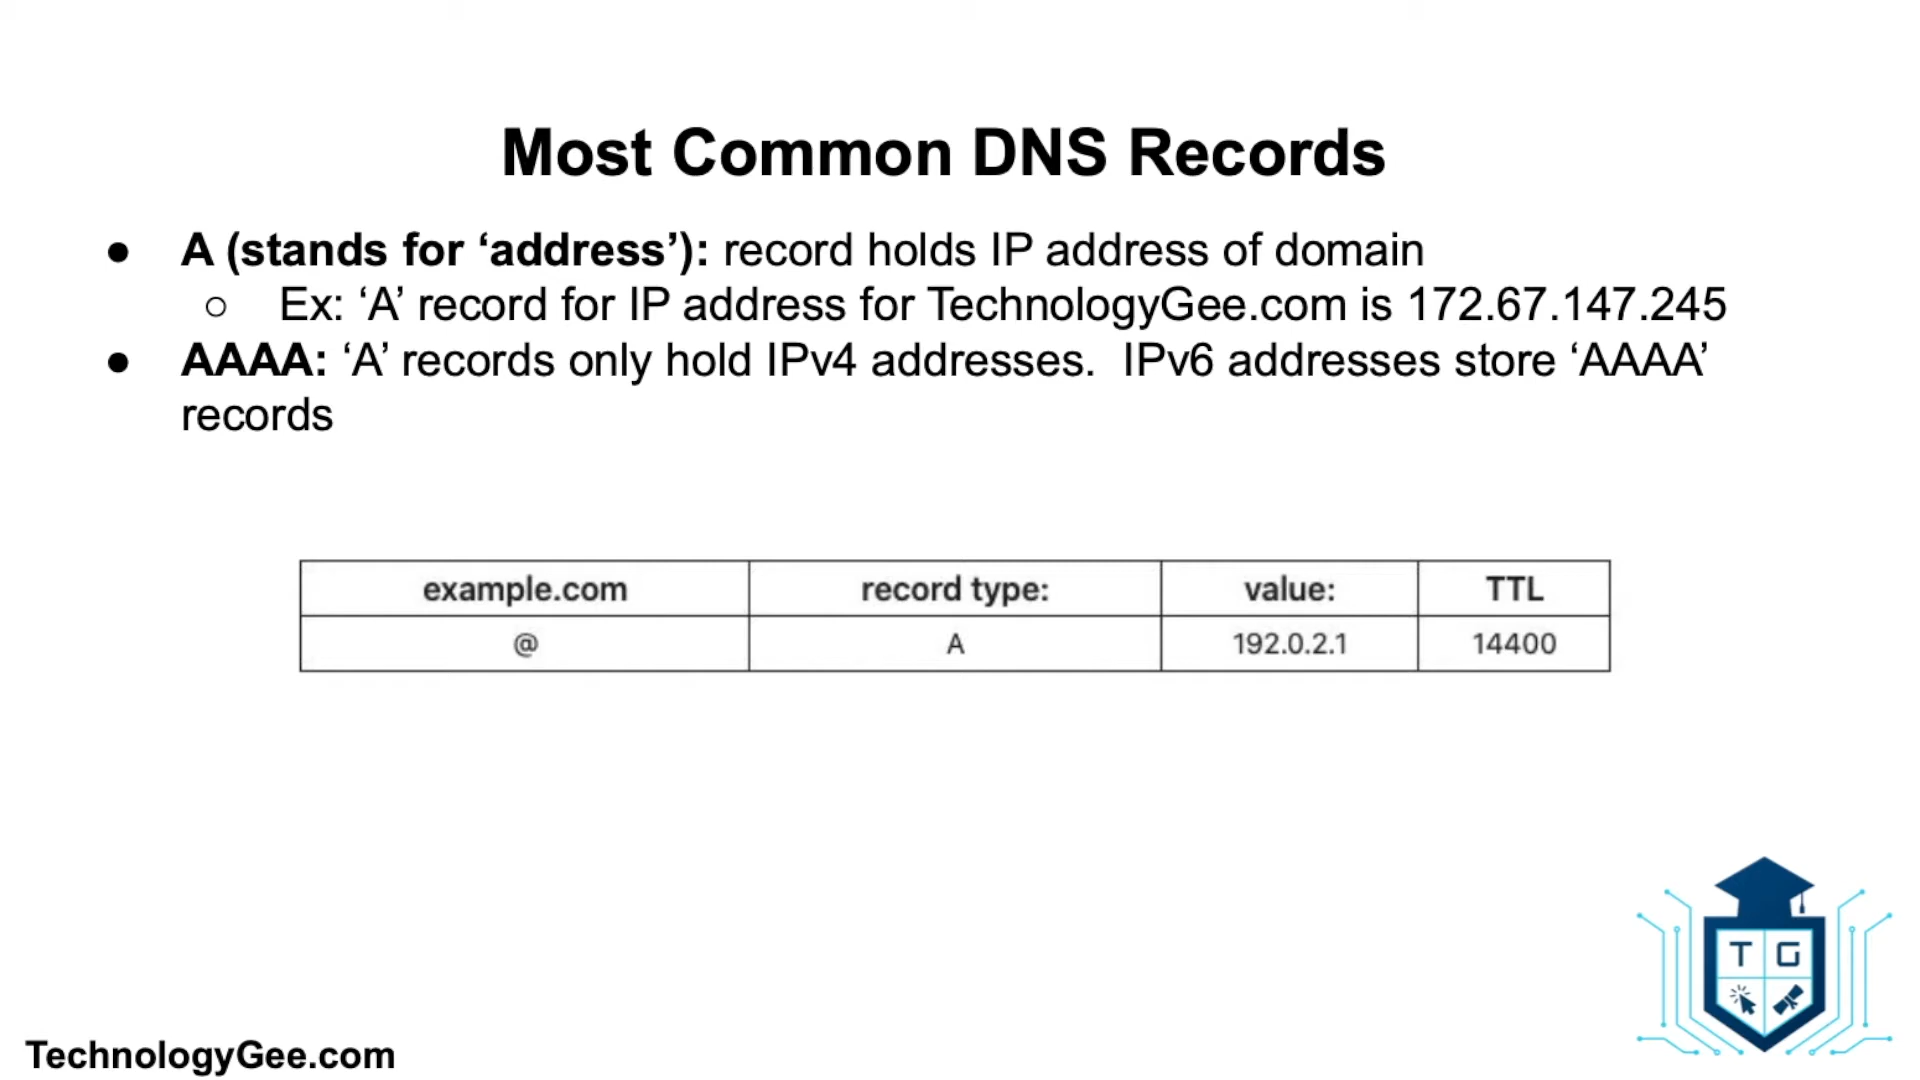 Most Common DNS Records
● A (stands for ‘address’): record holds IP address of domain
○ Ex: ‘A’ record for IP address for TechnologyGee.com is 172.67.147.245
● AAAA: ‘A’ records only hold IPv4 addresses.  IPv6 addresses store ‘AAAA’
records
example.com record type: value: TTL
@ A 192.0.2.1 14400
T G
TechnologyGee.com